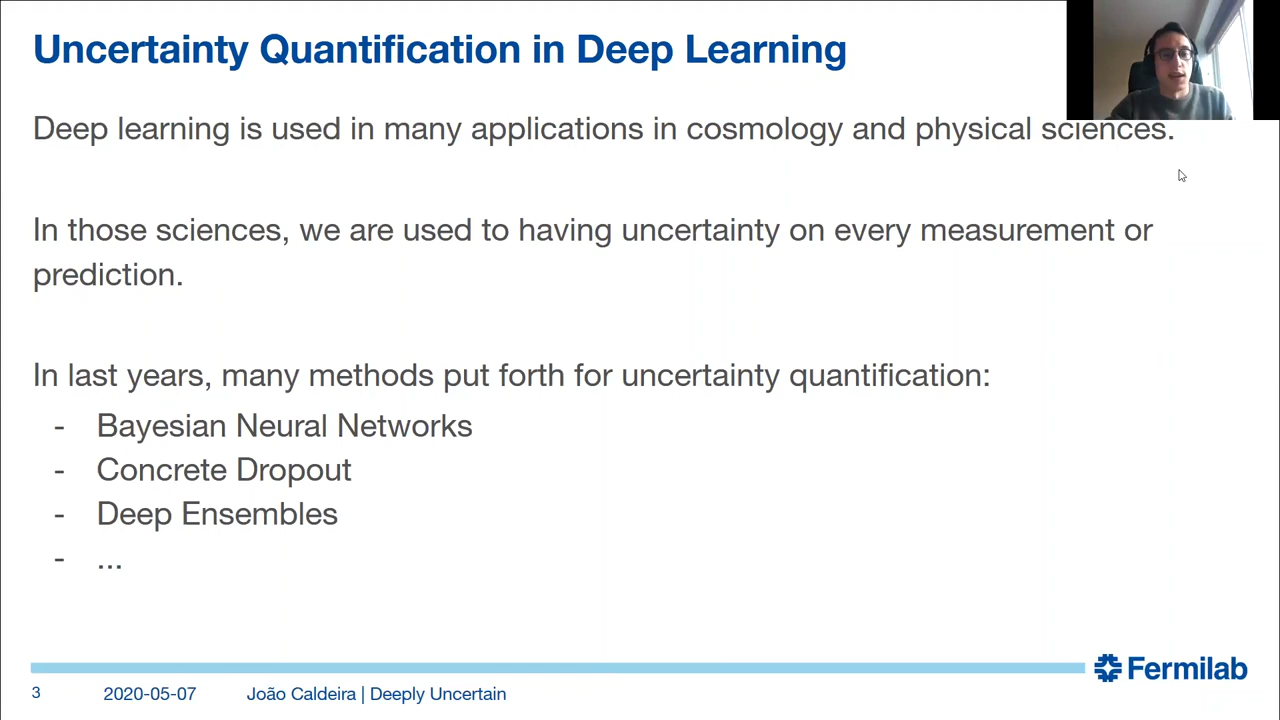 Uncertainty Quantification in Deep Learning
Deep learning is used in many applications in cosmology and physical sciences.
In those sciences, we are used to having uncertainty on every measurement or
prediction.
In last years, many methods put forth for uncertainty quantification:
- Bayesian Neural Networks
- Concrete Dropout
- Deep Ensembles
- ...
Fermilab
3 2020-05-07 João Caldeira | Deeply Uncertain